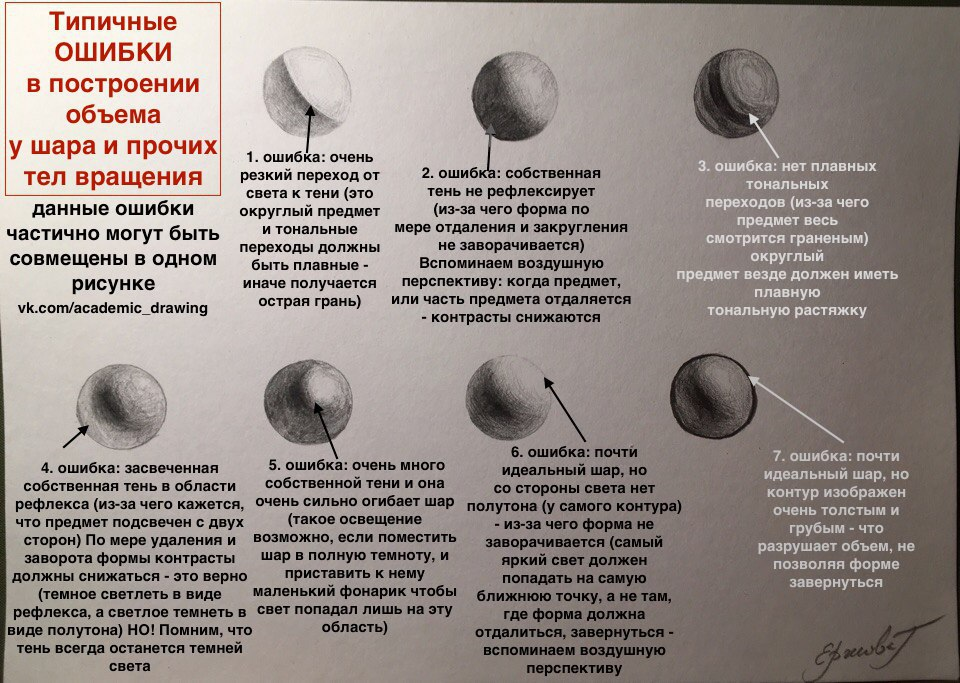 Типичные
ОШИБКИ
в построении
объема
у шара и прочих
тел вращения
данные ошибки
частично могут быть
совмещены в одном
рисунке
vk.com/academic_drawing
1. ошибка: очень
резкий переход от
света к тени (это
округлый предмет
и тональные
переходы должны
быть плавные -
иначе получается
острая грань)
2. ошибка: собственная
тень не рефлексирует
(из-за чего форма по
мере отдаления и закругления
не заворачивается)
Вспоминаем воздушную
перспективу: когда предмет,
или часть предмета отдаляется
- контрасты снижаются
3. ошибка: нет плавных
тональных
переходов (из-за чего
предмет весь
смотрится граненым)
округлый
предмет везде должен иметь
плавную
тональную растяжку
4. ошибка: засвеченная
собственная тень в области
рефлекса (из-за чего кажется,
что предмет подсвечен с двух
сторон) По мере удаления и
заворота формы контрасты
должны снижаться - это верно
(темное светлеть в виде
рефлекса, а светлое темнеть в
виде полутона) НО! Помним, что
тень всегда останется темней
света
5. ошибка: очень много
собственной тени и она
очень сильно огибает шар
(такое освещение
возможно, если поместить
шар в полную темноту, и
приставить к нему
маленький фонарик чтобы
свет попадал лишь на эту
область)
6. ошибка: почти
идеальный шар, но
со стороны света нет
полутона (у самого контура)
- из-за чего форма не
заворачивается (самый
яркий свет должен
попадать на самую
ближнюю точку, а не там,
где форма должна
отдалиться, завернуться -
вспоминаем воздушную
перспективу
7. ошибка: почти
идеальный шар, но
контур изображен
очень толстым и
грубым - что
разрушает объем, не
позволяя форме
завернуться